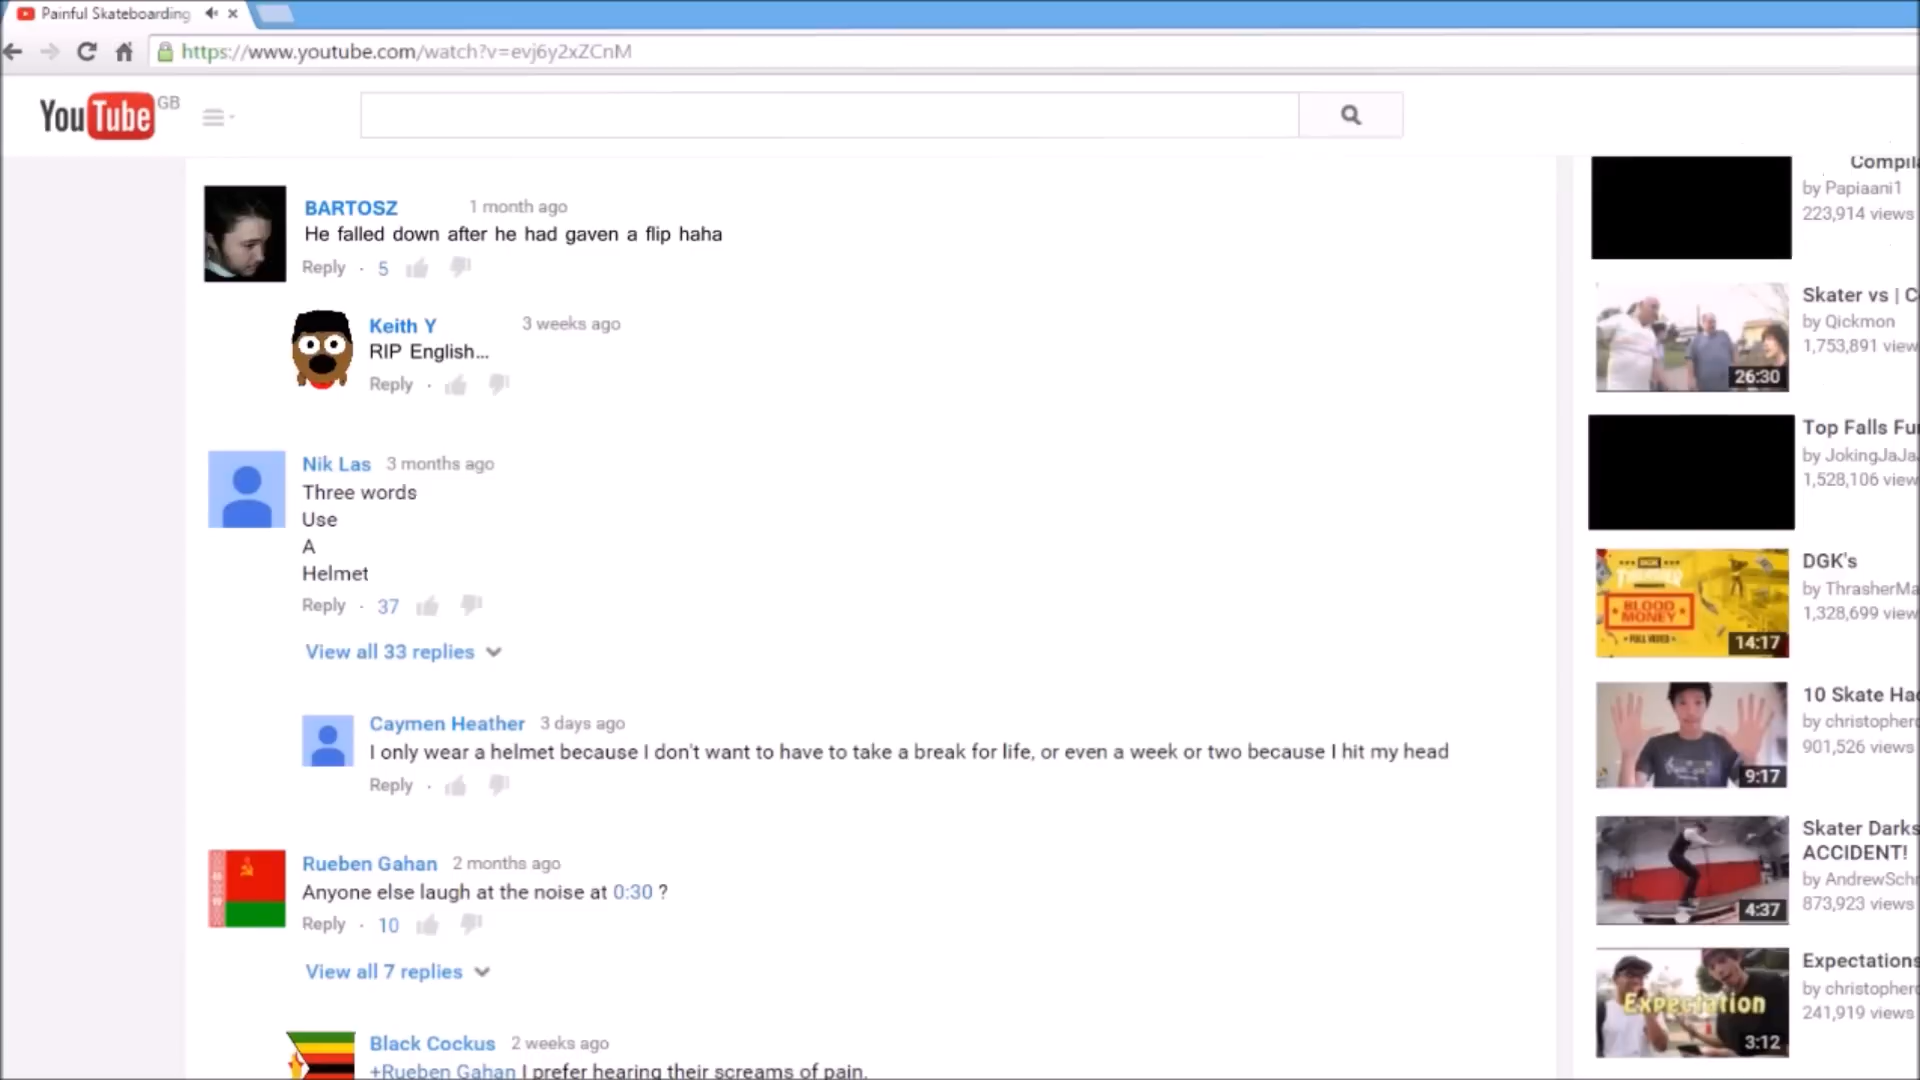 Painful Skateboarding
https://www.youtube.com/watch?v=evj6y2xZCnM
YouTube GB
BARTOSZ 1 month ago
He falled down after he had gaven a flip haha
Reply · 5
Keith Y 3 weeks ago
RIP English...
Reply ·
Nik Las 3 months ago
Three words
Use
A
Helmet
Reply · 37
View all 33 replies
Caymen Heather 3 days ago
I only wear a helmet because I don't want to have to take a break for life, or even a week or two because I hit my head
Reply ·
Rueben Gahan 2 months ago
Anyone else laugh at the noise at 0:30 ?
Reply · 10
View all 7 replies
Black Cockus 2 weeks ago
+Rueben Gahan I prefer hearing their screams of pain.
Compil
by Papiaani1
223,914 views
Skater vs | C
by Qickmon
1,753,891 view
26:30
Top Falls Fu
by JokingJaJa
1,528,106 view
DGK's
by ThrasherMa
1,328,699 view
DGK
BLOOD
MONEY
FULL VIDEO
14:17
10 Skate Ha
by christopher
901,526 views
9:17
Skater Darks
ACCIDENT!
by AndrewSch
873,923 views
4:37
Expectations
by christopher
241,919 views
Expectation
3:12